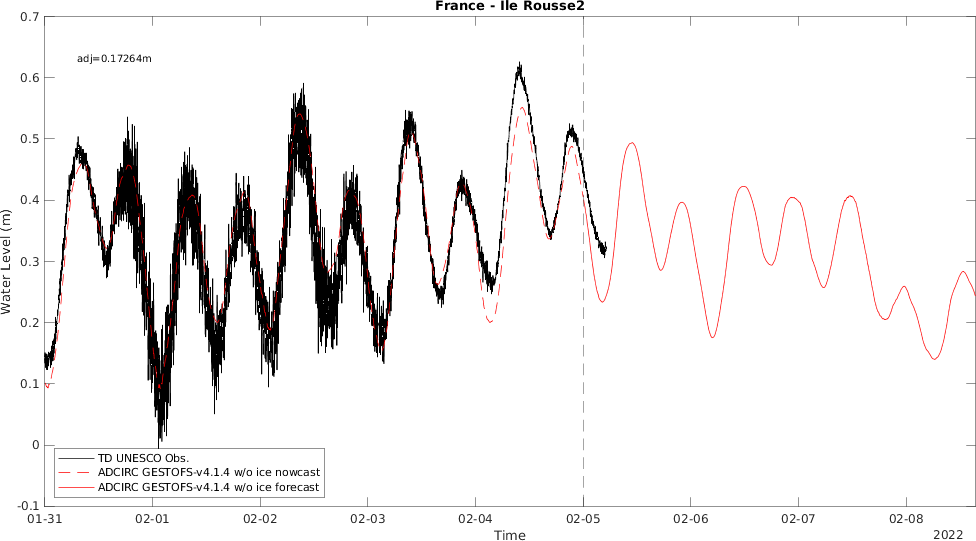 France - Ile Rousse2
adj=0.17264m
Water Level (m)
0.7
0.6
0.5
0.4
0.3
0.2
0.1
0
-0.1
TD UNESCO Obs.
ADCIRC GESTOFS-v4.1.4 w/o ice nowcast
ADCIRC GESTOFS-v4.1.4 w/o ice forecast
01-31 02-01 02-02 02-03 02-04 02-05 02-06 02-07 02-08
Time
2022